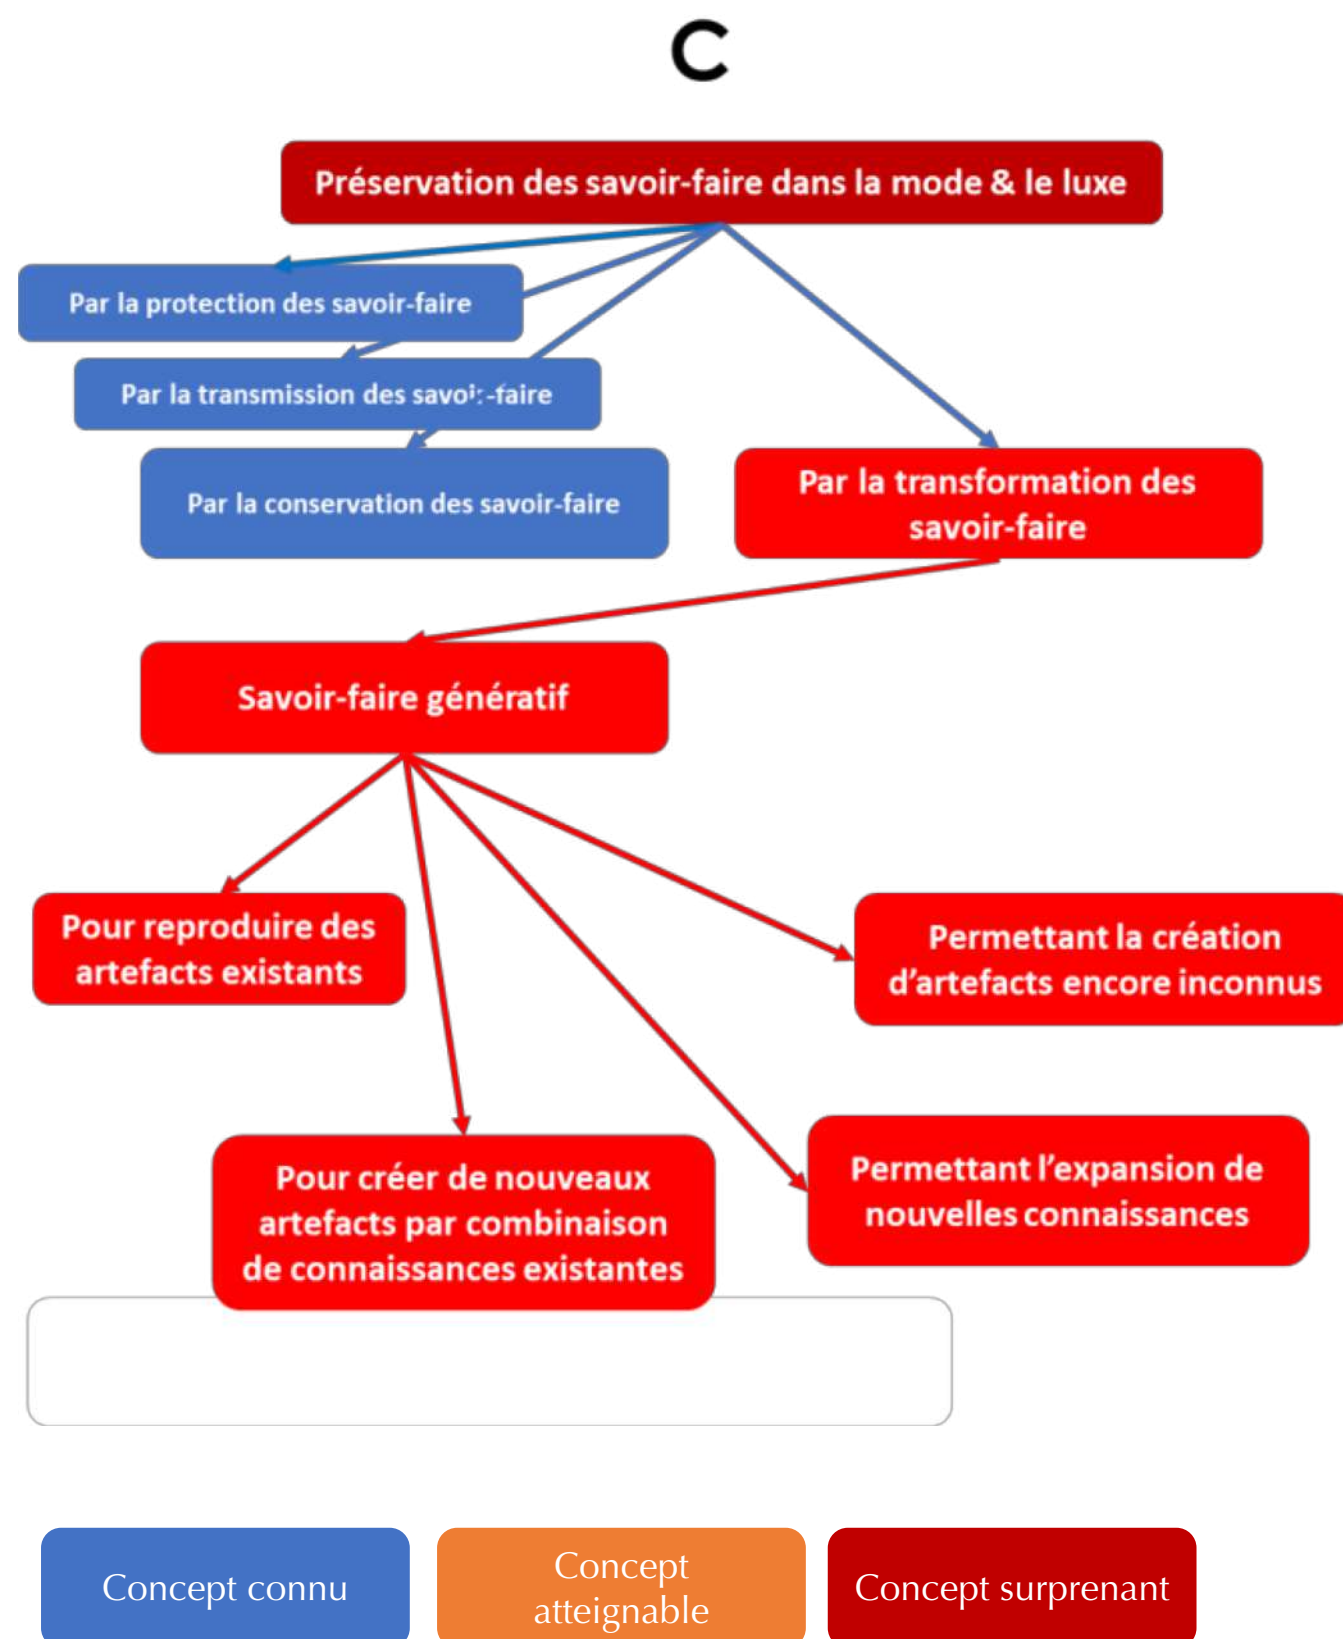 C
Préservation des savoir-faire dans la mode & le luxe
Par la protection des savoir-faire
Par la transmission des savoir-faire
Par la conservation des savoir-faire
Par la transformation des
savoir-faire
Savoir-faire génératif
Pour reproduire des
artefacts existants
Permettant la création
d'artefacts encore inconnus
Pour créer de nouveaux
artefacts par combinaison
de connaissances existantes
Permettant l'expansion de
nouvelles connaissances
Concept connu
Concept
atteignable
Concept surprenant